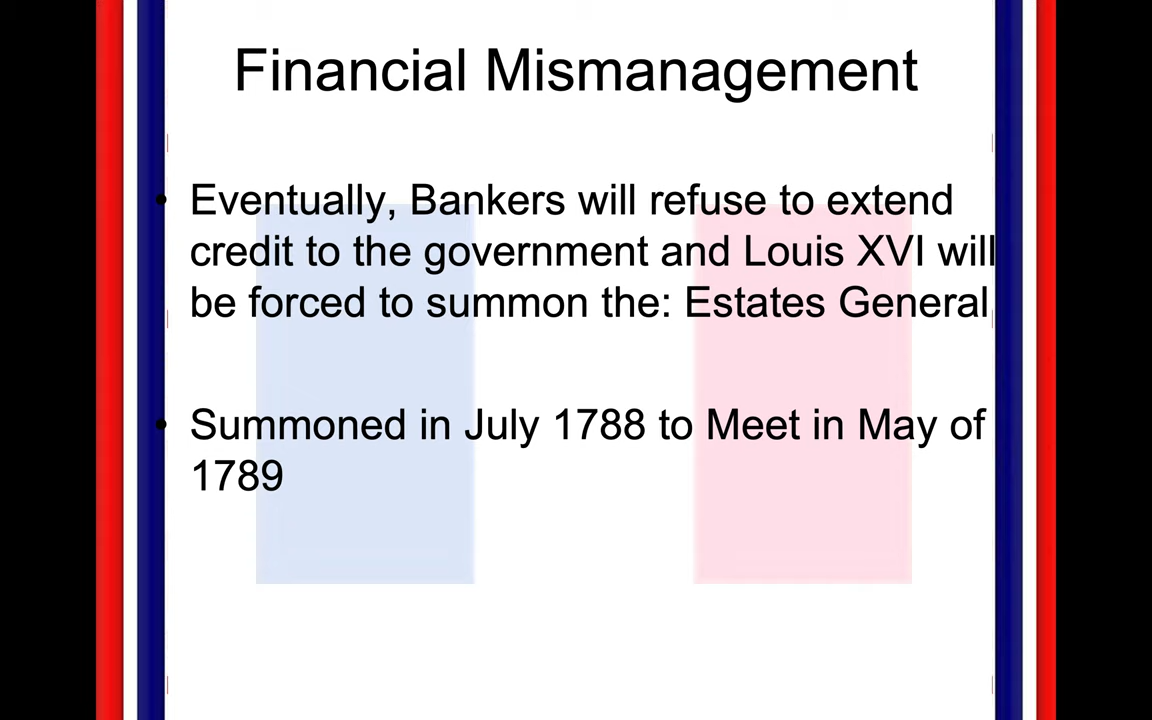 Financial Mismanagement
• Eventually, Bankers will refuse to extend
credit to the government and Louis XVI will
be forced to summon the: Estates General
• Summoned in July 1788 to Meet in May of
1789